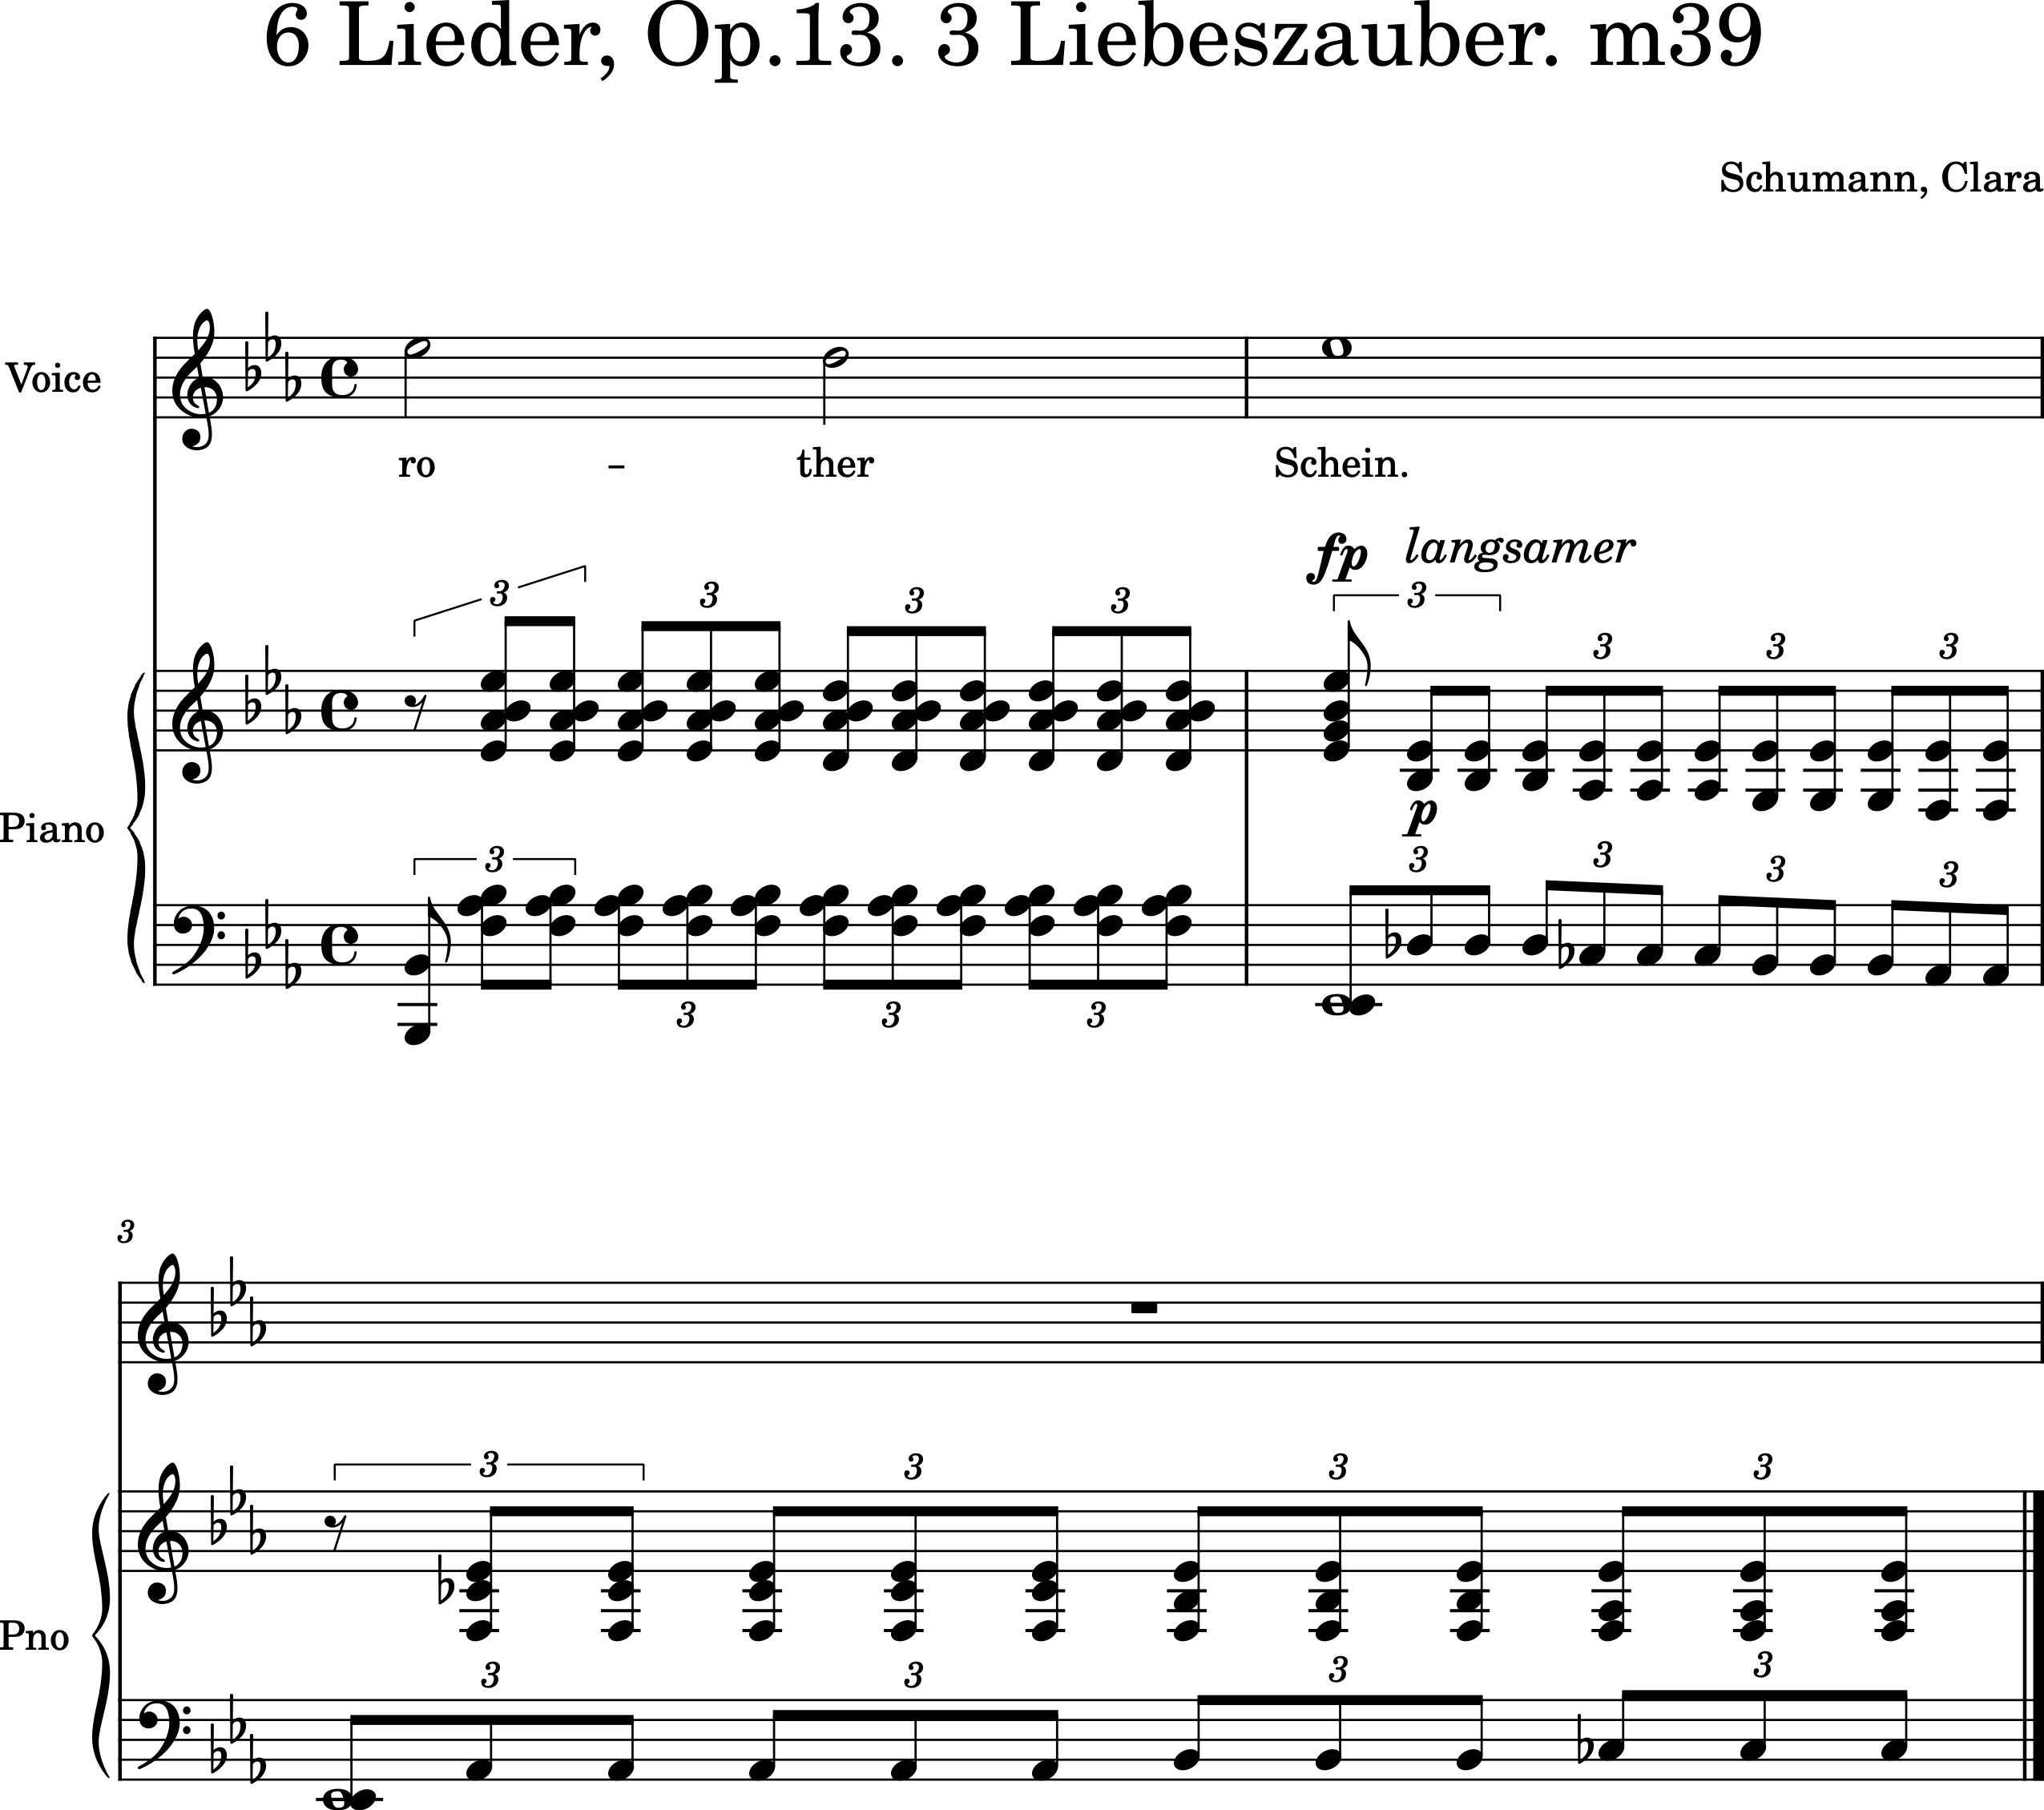 6 Lieder, Op.13. 3 Liebeszauber. m39
Schumann, Clara
Voice
ro - ther Schein.
fp langsamer
3 3 3 3 3 3 3 3
Piano
p
3 3 3 3 3
3 3 3
3
3 3 3 3
Pno
3 3 3 3